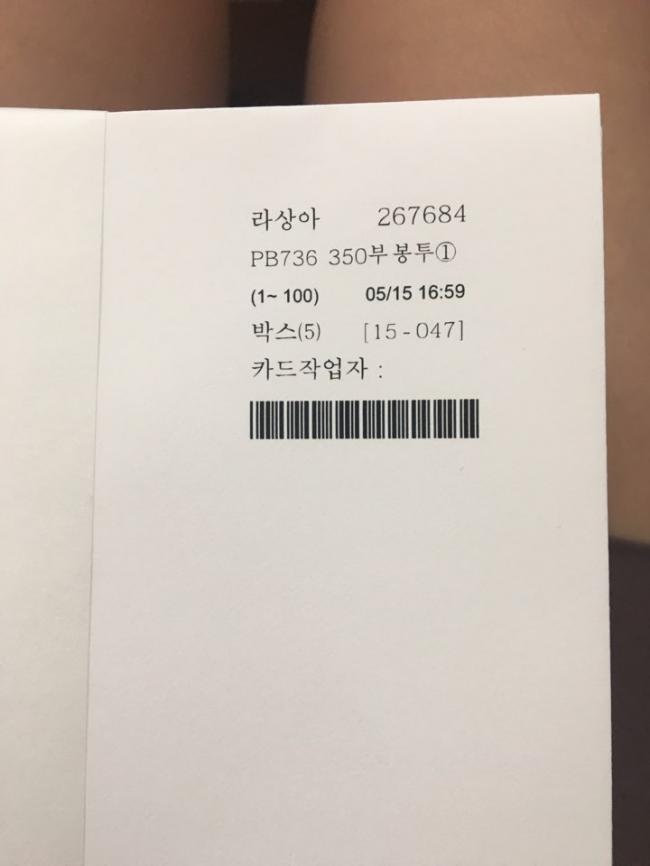 라상아 267684
PB736 350부봉투①
(1~ 100) 05/15 16:59
박스(5) [15-047]
카드작업자 :